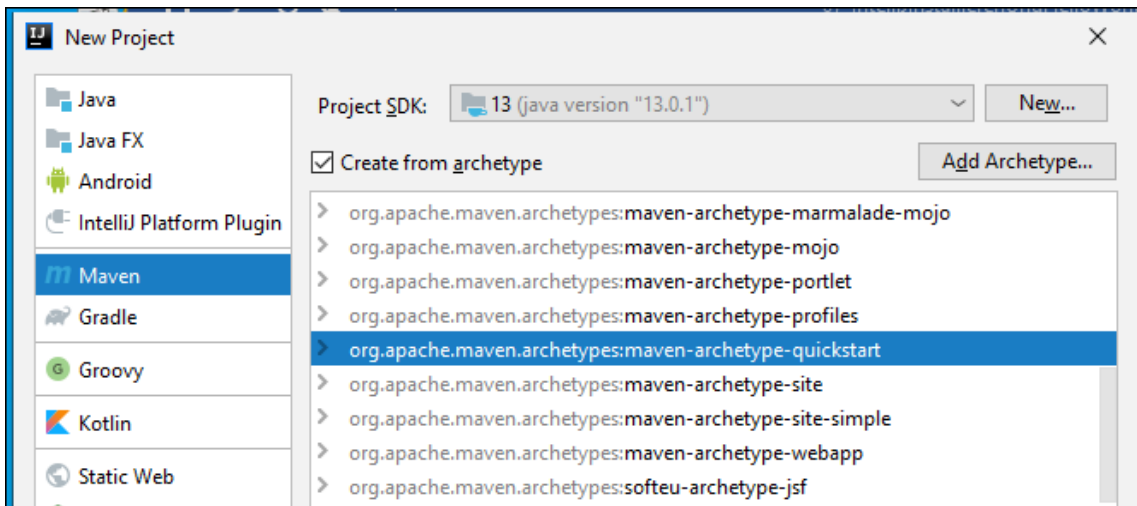 IJ New Project
Java
Java FX
Android
IntelliJ Platform Plugin
Maven
Gradle
G Groovy
Kotlin
Static Web
Project SDK: 13 (java version "13.0.1") New...
Create from archetype Add Archetype...
org.apache.maven.archetypes:maven-archetype-marmalade-mojo
org.apache.maven.archetypes:maven-archetype-mojo
org.apache.maven.archetypes:maven-archetype-portlet
org.apache.maven.archetypes:maven-archetype-profiles
org.apache.maven.archetypes:maven-archetype-quickstart
org.apache.maven.archetypes:maven-archetype-site
org.apache.maven.archetypes:maven-archetype-site-simple
org.apache.maven.archetypes:maven-archetype-webapp
org.apache.maven.archetypes:softeu-archetype-jsf